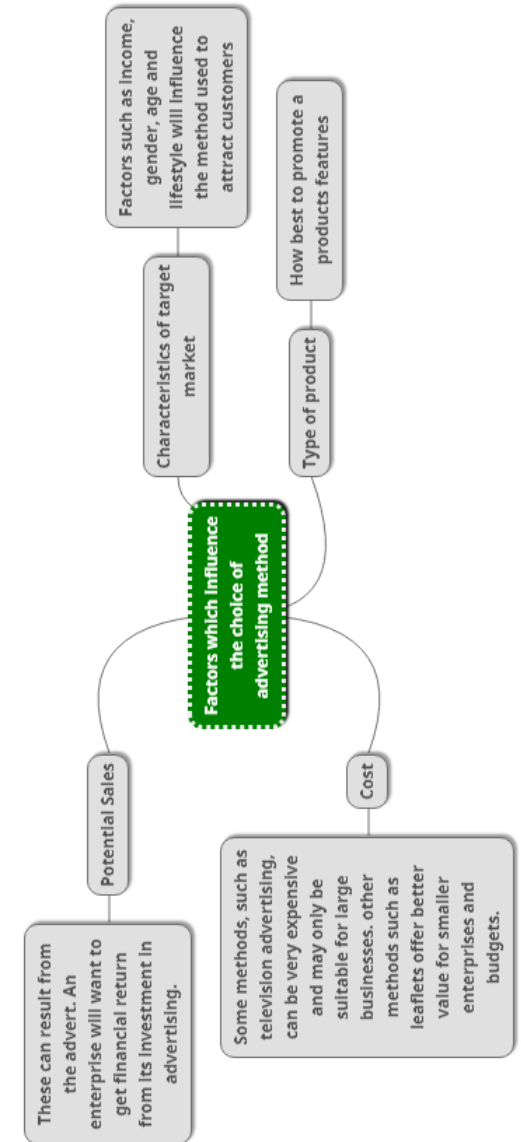 Factors which influence
the choice of
advertising method
Potential Sales
These can result from
the advert. An
enterprise will want to
get financial return
from its investment in
advertising.
Cost
Some methods, such as
television advertising,
can be very expensive
and may only be
suitable for large
businesses. other
methods such as
leaflets offer better
value for smaller
enterprises and
budgets.
Characteristics of target
market
Factors such as income,
gender, age and
lifestyle will influence
the method used to
attract customers
Type of product
How best to promote a
products features